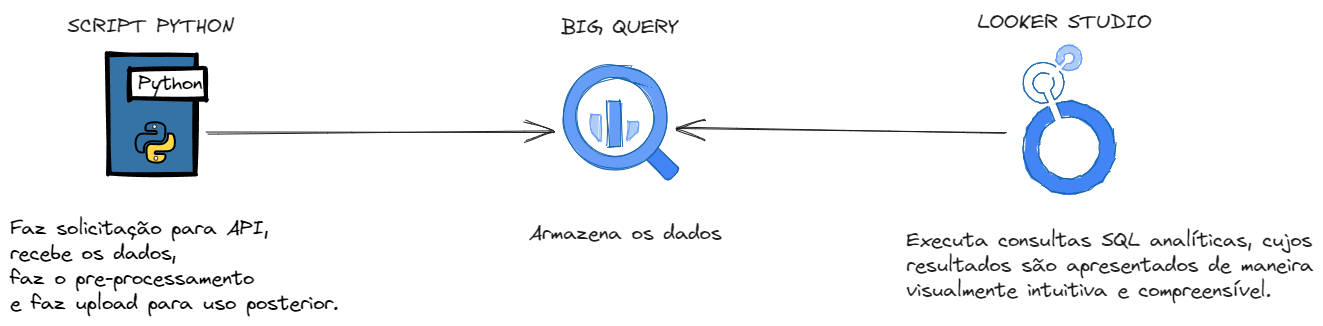 SCRIPT PYTHON
Python
Faz solicitação para API,
recebe os dados,
faz o pre-processamento
e faz upload para uso posterior.
BIG QUERY
Armazena os dados
LOOKER STUDIO
Executa consultas SQL analíticas, cujos
resultados são apresentados de maneira
visualmente intuitiva e compreensível.